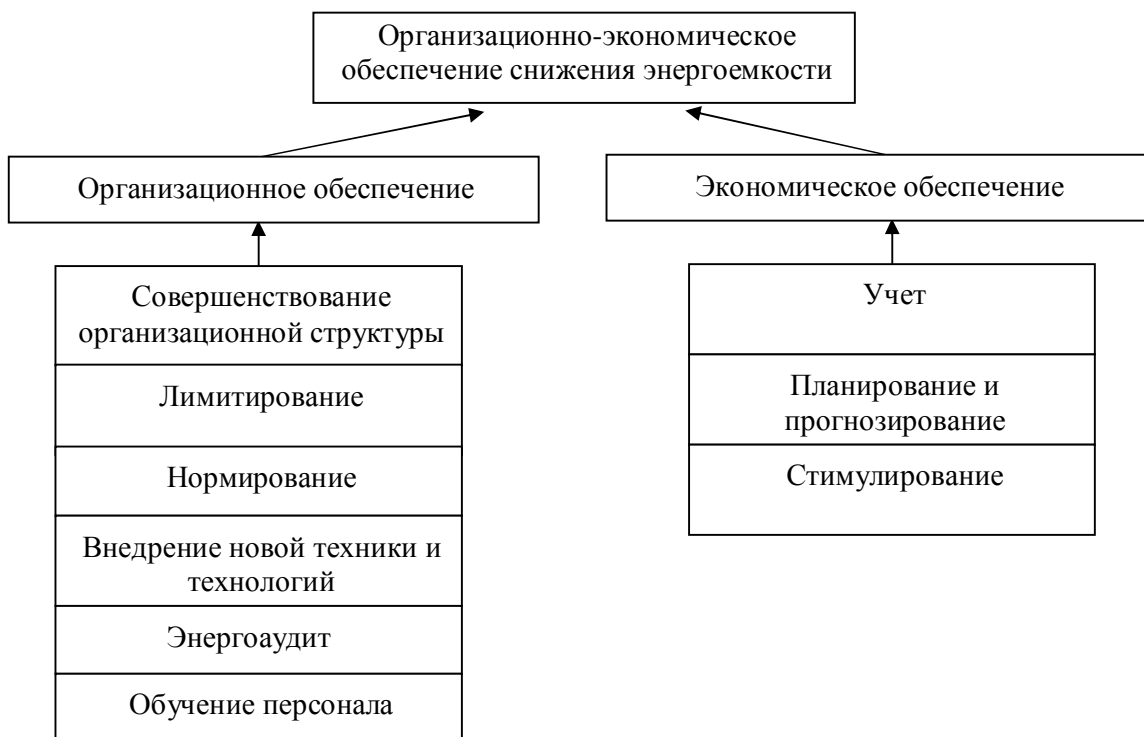 Организационно-экономическое
обеспечение снижения энергоемкости
Организационное обеспечение
Экономическое обеспечение
Совершенствование
организационной структуры
Лимитирование
Нормирование
Внедрение новой техники и
технологий
Энергоаудит
Обучение персонала
Учет
Планирование и
прогнозирование
Стимулирование